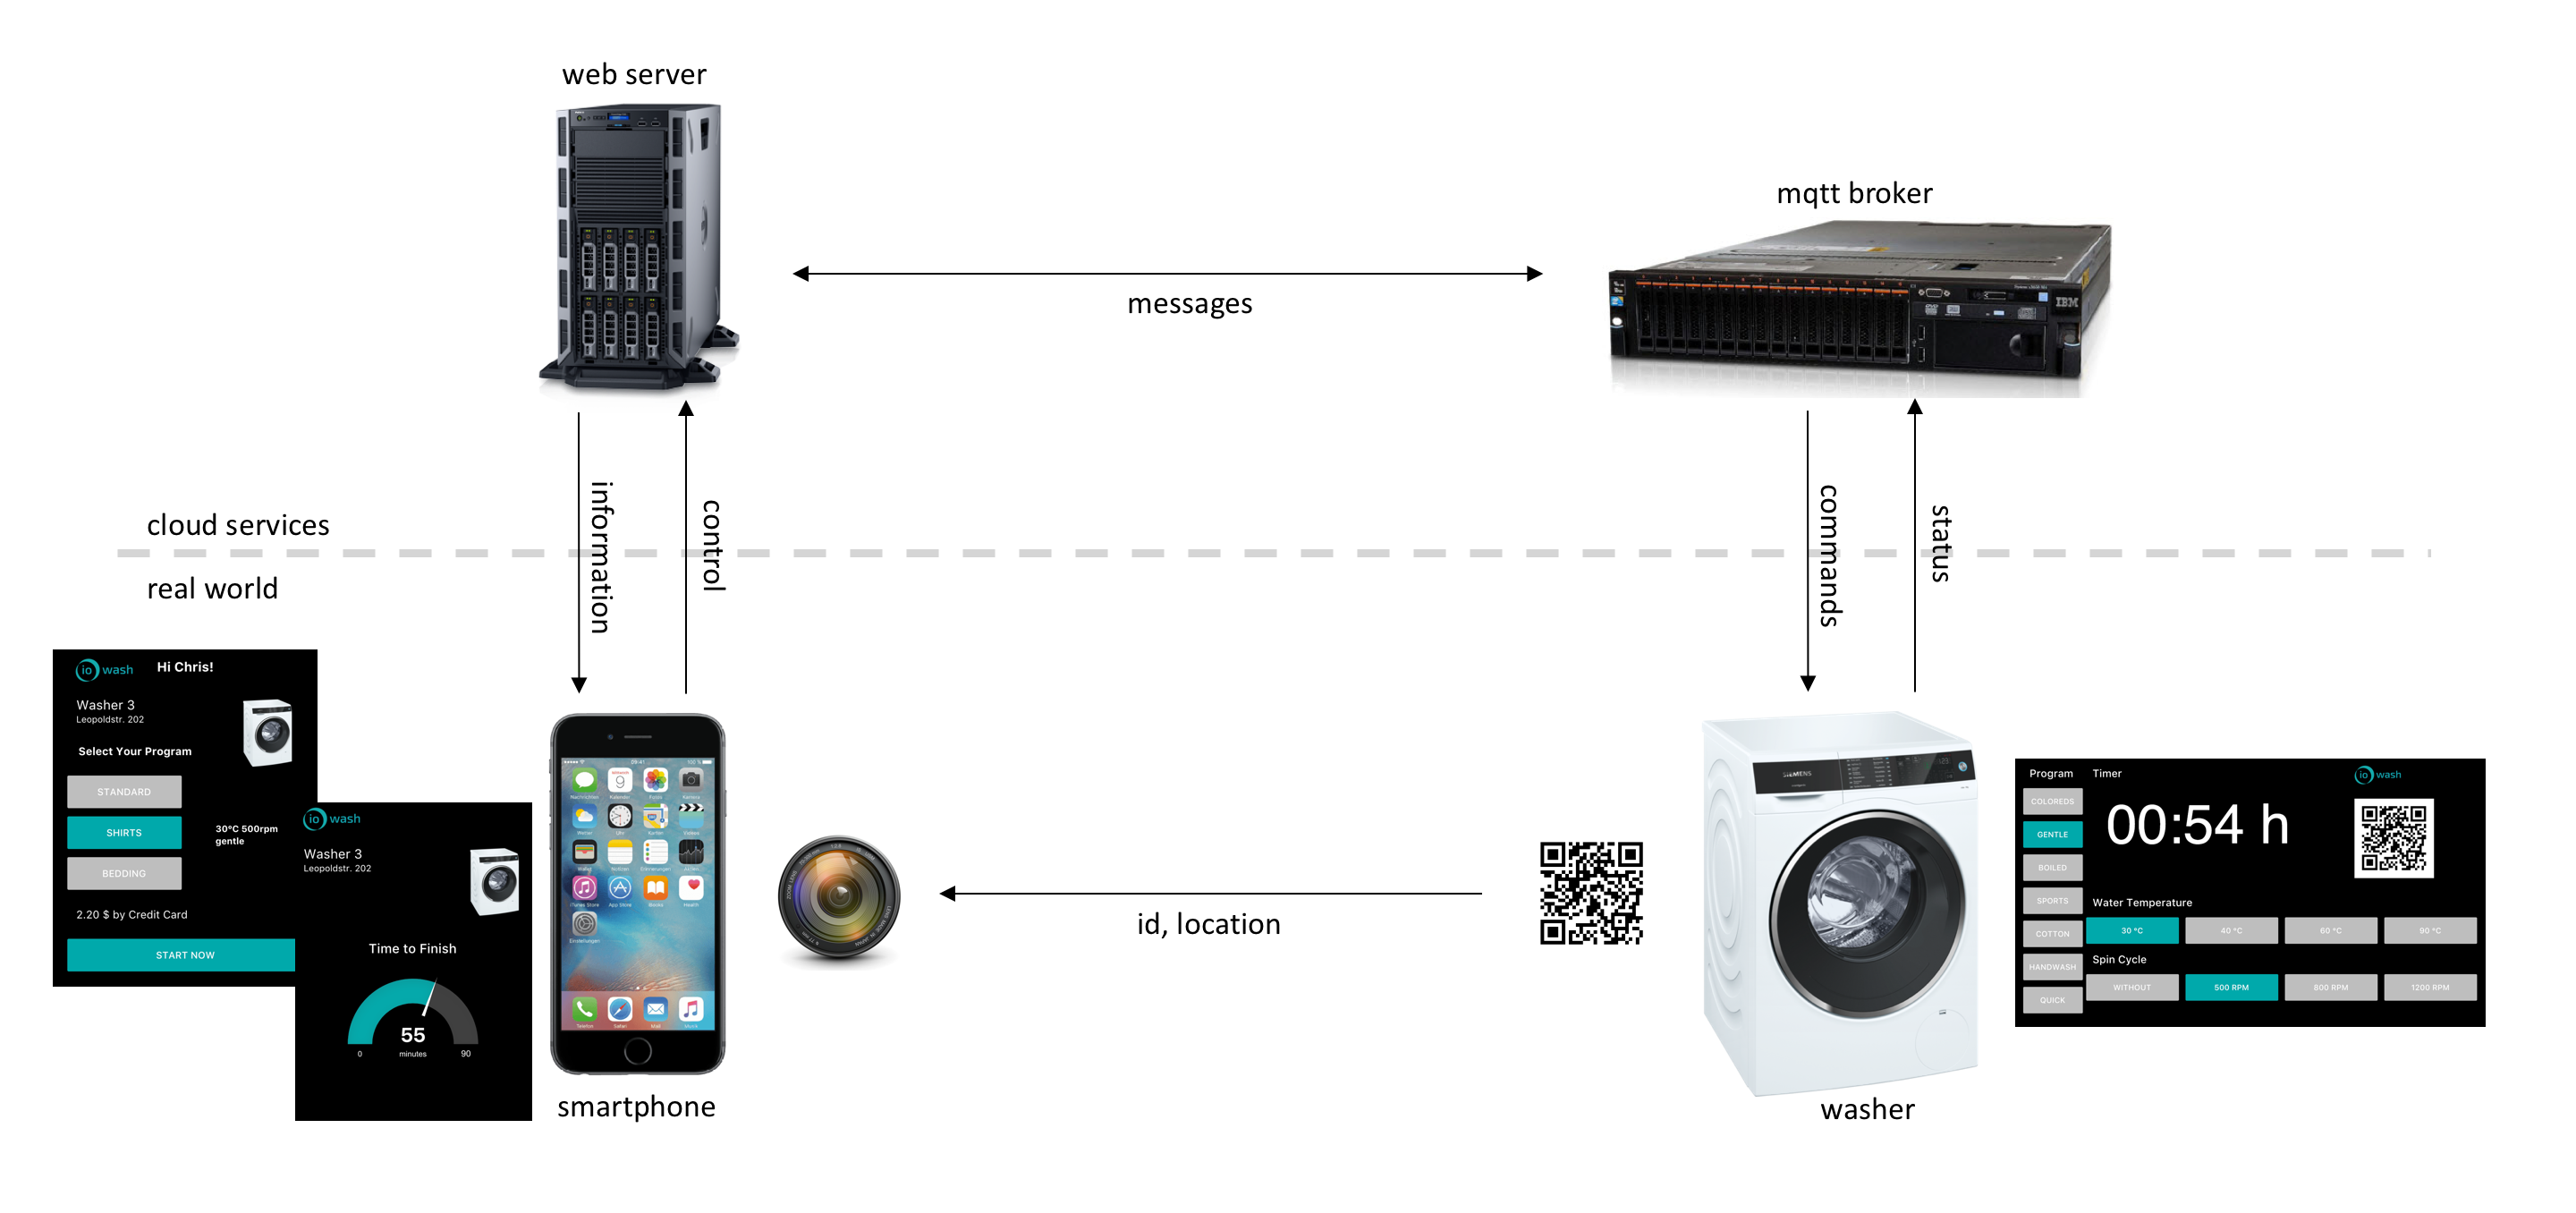 web server
mqtt broker
IBM
messages
information
control
commands
status
cloud services
real world
io wash
Hi Chris!
Washer 3
Leopoldstr. 202
Select Your Program
STANDARD
SHIRTS
30°C 500rpm
gentle
BEDDING
2.20 $ by Credit Card
START NOW
io wash
Washer 3
Leopoldstr. 202
Time to Finish
55
0
minutes
90
09:41
100 %
9
smartphone
id, location
SIEMENS
washer
Program
Timer
io wash
COLOREDS
GENTLE
BOILED
SPORTS
COTTON
HANDWASH
QUICK
00:54 h
Water Temperature
30 °C
40 °C
60 °C
90 °C
Spin Cycle
WITHOUT
500 RPM
800 RPM
1200 RPM